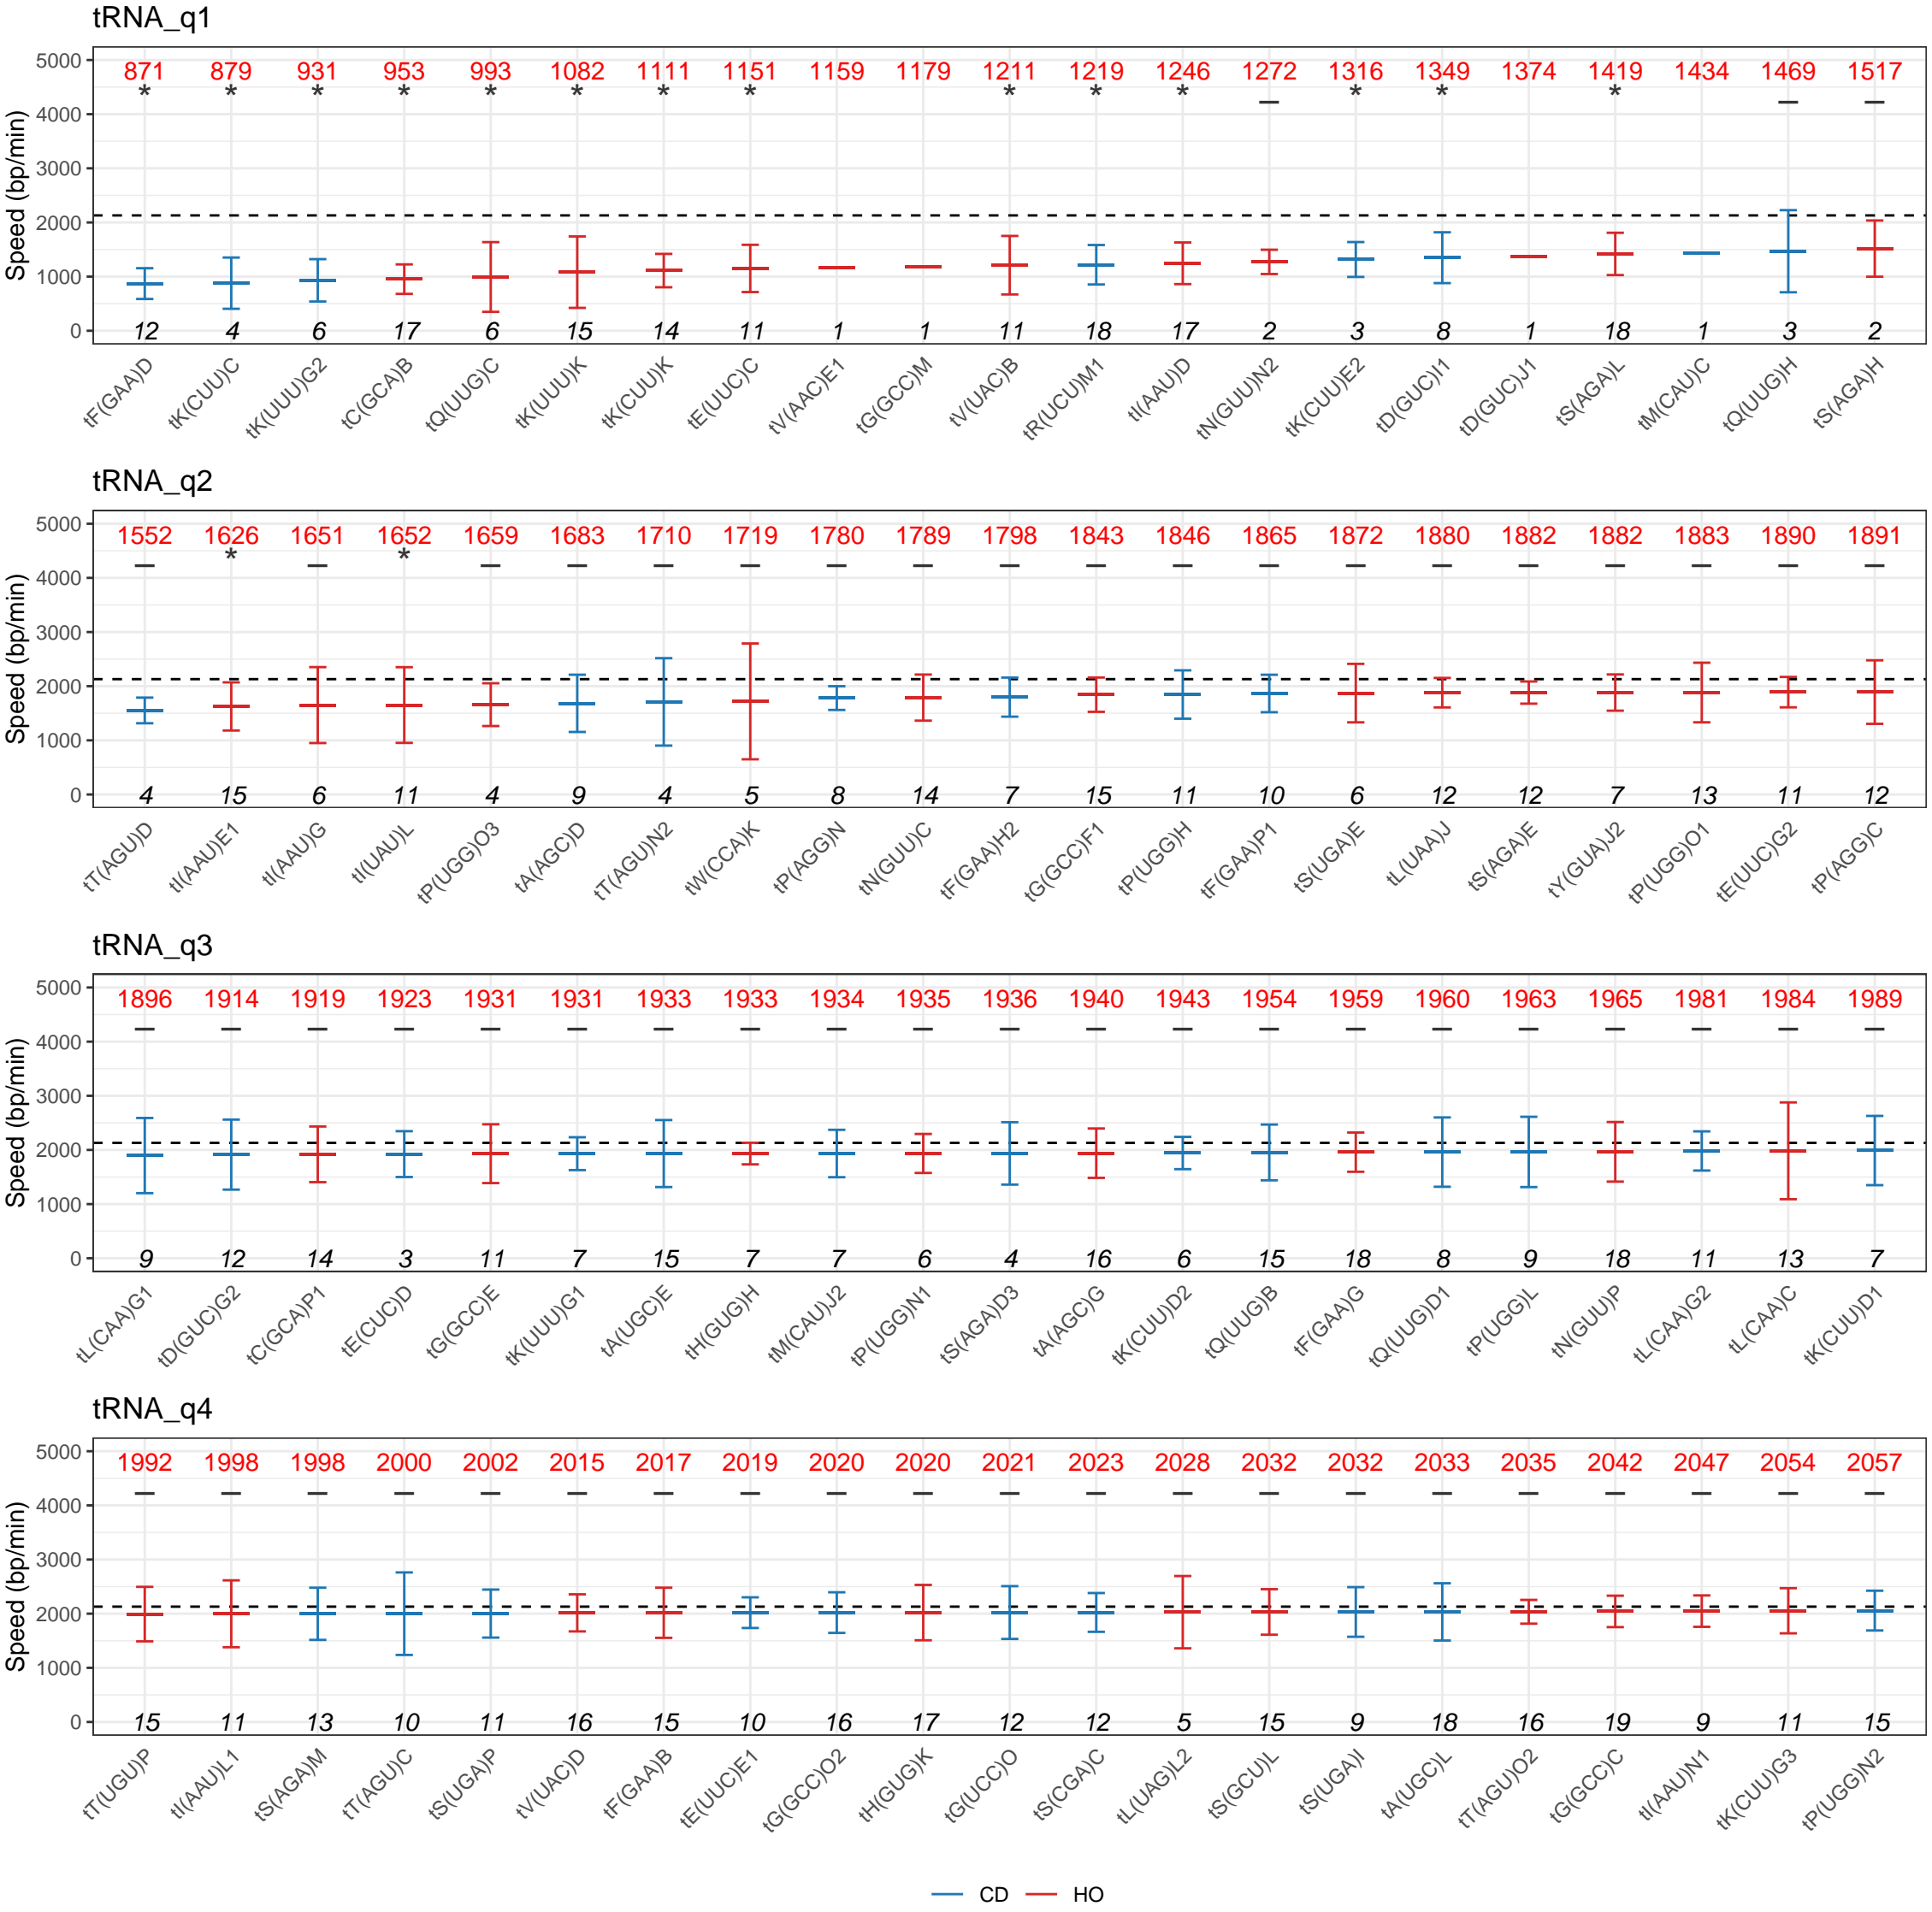 tRNA_q1
Speed (bp/min)
5000
4000
3000
2000
1000
0
871 879 931 953 993 1082 1111 1151 1159 1179 1211 1219 1246 1272 1316 1349 1374 1419 1434 1469 1517
* * * * * * * * * * * – * * * – –
12 4 6 17 6 15 14 11 1 1 11 18 17 2 3 8 1 18 1 3 2
tF(GAA)D tK(CUU)C tK(UUU)G2 tC(GCA)B tQ(UUG)C tK(UUU)K tK(CUU)K tE(UUC)C tV(AAC)E1 tG(GCC)M tV(UAC)B tR(UCU)M1 tI(AAU)D tN(GUU)N2 tK(CUU)E2 tD(GUC)I1 tD(GUC)J1 tS(AGA)L tM(CAU)C tQ(UUG)H tS(AGA)H
tRNA_q2
Speed (bp/min)
5000
4000
3000
2000
1000
0
1552 1626 1651 1652 1659 1683 1710 1719 1780 1789 1798 1843 1846 1865 1872 1880 1882 1882 1883 1890 1891
– * – * – – – – – – – – – – – – – – – – –
4 15 6 11 4 9 4 5 8 14 7 15 11 10 6 12 12 7 13 11 12
tT(AGU)D tI(AAU)E1 tI(AAU)G tI(UAU)L tP(UGG)O3 tA(AGC)D tT(AGU)N2 tW(CCA)K tP(AGG)N tN(GUU)C tF(GAA)H2 tG(GCC)F1 tP(UGG)H tF(GAA)P1 tS(UGA)E tL(UAA)J tS(AGA)E tY(GUA)J2 tP(UGG)O1 tE(UUC)G2 tP(AGG)C
tRNA_q3
Speed (bp/min)
5000
4000
3000
2000
1000
0
1896 1914 1919 1923 1931 1931 1933 1933 1934 1935 1936 1940 1943 1954 1959 1960 1963 1965 1981 1984 1989
– – – – – – – – – – – – – – – – – – – – –
9 12 14 3 11 7 15 7 7 6 4 16 6 15 18 8 9 18 11 13 7
tL(CAA)G1 tD(GUC)G2 tC(GCA)P1 tE(CUC)D tG(GCC)E tK(UUU)G1 tA(UGC)E tH(GUG)H tM(CAU)J2 tP(UGG)N1 tS(AGA)D3 tA(AGC)G tK(CUU)D2 tQ(UUG)B tF(GAA)G tQ(UUG)D1 tP(UGG)L tN(GUU)P tL(CAA)G2 tL(CAA)C tK(CUU)D1
tRNA_q4
Speed (bp/min)
5000
4000
3000
2000
1000
0
1992 1998 1998 2000 2002 2015 2017 2019 2020 2020 2021 2023 2028 2032 2032 2033 2035 2042 2047 2054 2057
– – – – – – – – – – – – – – – – – – – – –
15 11 13 10 11 16 15 10 16 17 12 12 5 15 9 18 16 19 9 11 15
tT(UGU)P tI(AAU)L1 tS(AGA)M tT(AGU)C tS(UGA)P tV(UAC)D tF(GAA)B tE(UUC)E1 tG(GCC)O2 tH(GUG)K tG(UCC)O tS(CGA)C tL(UAG)L2 tS(GCU)L tS(UGA)I tA(UGC)L tT(AGU)O2 tG(GCC)C tI(AAU)N1 tK(CUU)G3 tP(UGG)N2
CD HO